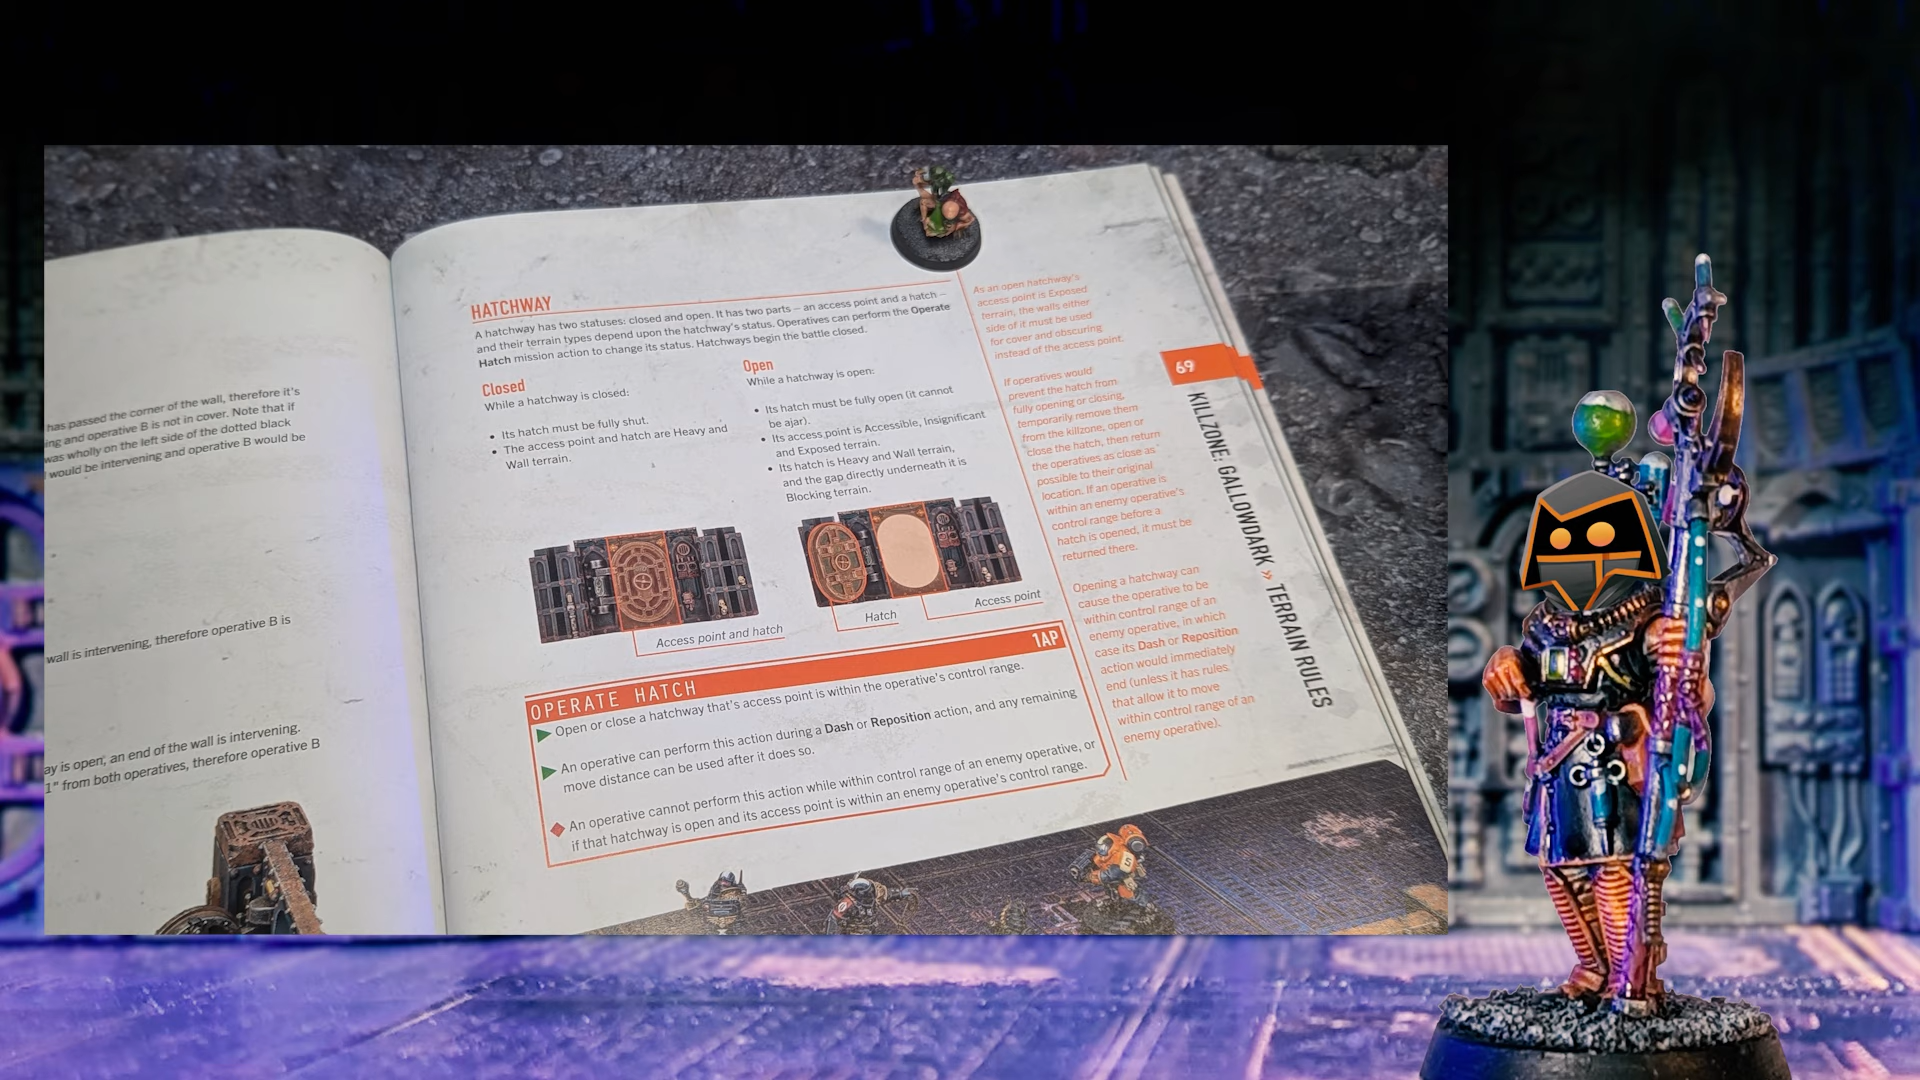 has passed the corner of the wall, therefore it's
ing and operative B is not in cover. Note that if
was wholly on the left side of the dotted black
would be intervening and operative B would be
wall is intervening, therefore operative B is
ay is open, an end of the wall is intervening.
1" from both operatives, therefore operative B
HATCHWAY
A hatchway has two statuses: closed and open. It has two parts – an access point and a hatch –
and their terrain types depend upon the hatchway's status. Operatives can perform the Operate
Hatch mission action to change its status. Hatchways begin the battle closed.
Closed
While a hatchway is closed:
• Its hatch must be fully shut.
• The access point and hatch are Heavy and
Wall terrain.
Open
While a hatchway is open:
• Its hatch must be fully open (it cannot
be ajar).
• Its access point is Accessible, Insignificant
and Exposed terrain.
• Its hatch is Heavy and Wall terrain,
and the gap directly underneath it is
Blocking terrain.
Access point and hatch
Hatch
Access point
OPERATE HATCH 1AP
Open or close a hatchway that's access point is within the operative's control range.
An operative can perform this action during a Dash or Reposition action, and any remaining
move distance can be used after it does so.
An operative cannot perform this action while within control range of an enemy operative, or
if that hatchway is open and its access point is within an enemy operative's control range.
As an open hatchway's
access point is Exposed
terrain, the walls either
side of it must be used
for cover and obscuring
instead of the access point.
If operatives would
prevent the hatch from
fully opening or closing,
temporarily remove them
from the killzone, open or
close the hatch, then return
the operatives as close as
possible to their original
location. If an operative is
within an enemy operative's
control range before a
hatch is opened, it must be
returned there.
Opening a hatchway can
cause the operative to be
within control range of an
enemy operative, in which
case its Dash or Reposition
action would immediately
end (unless it has rules
that allow it to move
within control range of an
enemy operative).
69
KILLZONE: GALLOWDARK » TERRAIN RULES